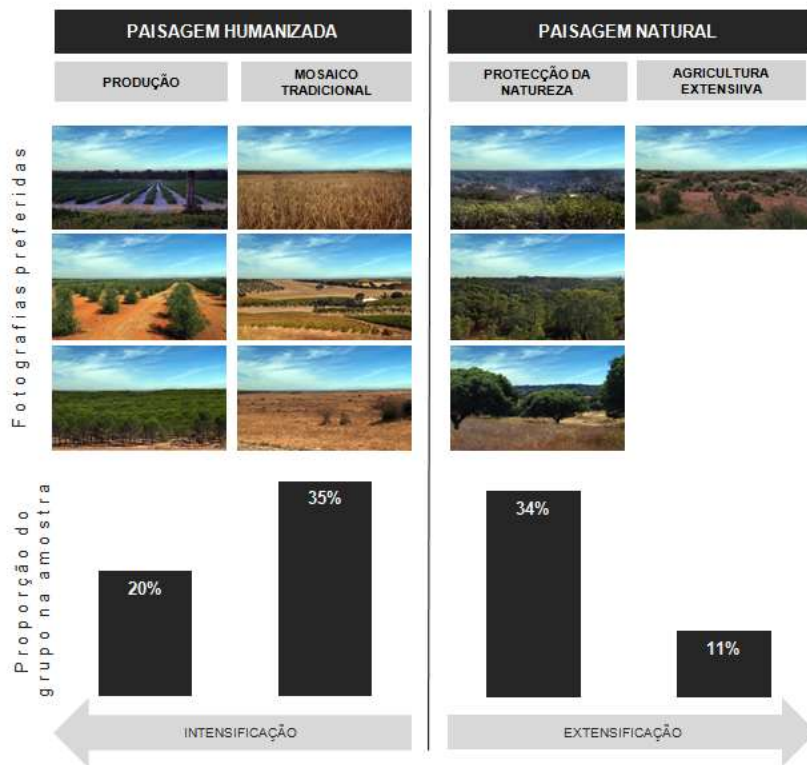 PAISAGEM HUMANIZADA
PAISAGEM NATURAL
PRODUÇÃO
MOSAICO
TRADICIONAL
PROTECÇÃO DA
NATUREZA
AGRICULTURA
EXTENSIIVA
Fotografias preferidas
Proporção do
grupo na amostra
20%
35%
34%
11%
INTENSIFICAÇÃO
EXTENSIFICAÇÃO